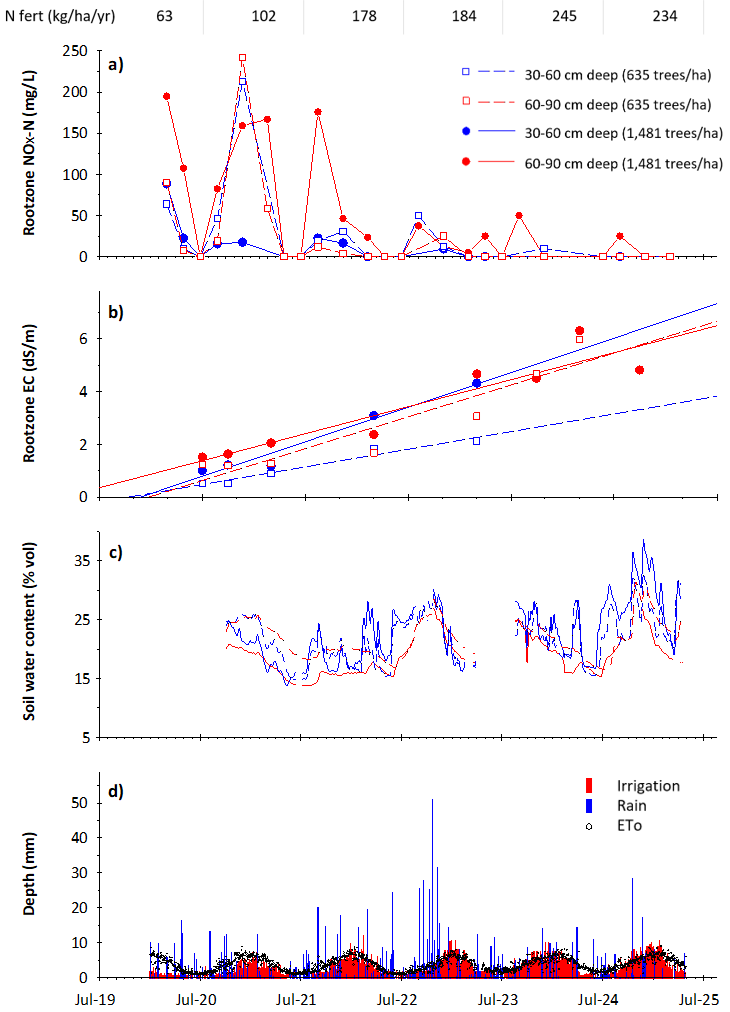 N fert (kg/ha/yr) 63 102 178 184 245 234
a)
Rootzone NOx-N (mg/L)
250
200
150
100
50
0
30-60 cm deep (635 trees/ha)
60-90 cm deep (635 trees/ha)
30-60 cm deep (1,481 trees/ha)
60-90 cm deep (1,481 trees/ha)
b)
Rootzone EC (dS/m)
6
4
2
0
c)
Soil water content (% vol)
35
25
15
5
d)
Depth (mm)
50
40
30
20
10
0
Irrigation
Rain
ETo
Jul-19 Jul-20 Jul-21 Jul-22 Jul-23 Jul-24 Jul-25